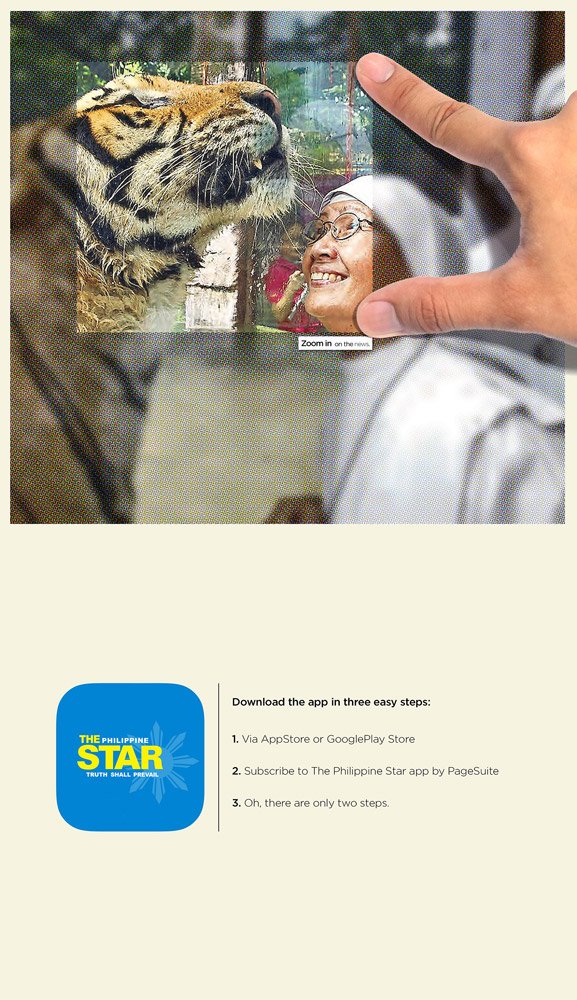 Zoom in on the news.
Download the app in three easy steps:
THE PHILIPPINE
STAR
TRUTH SHALL PREVAIL
1. Via AppStore or GooglePlay Store
2. Subscribe to The Philippine Star app by PageSuite
3. Oh, there are only two steps.